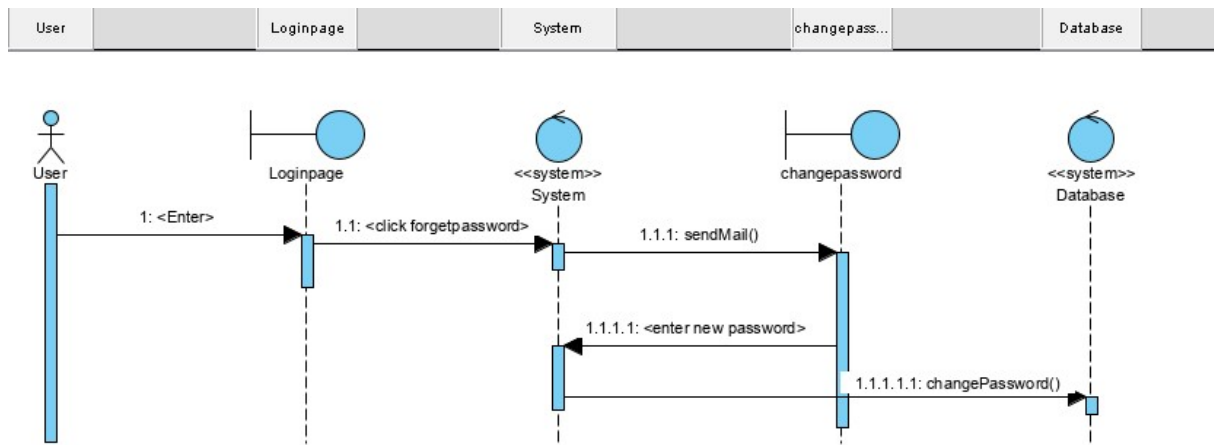 User
Loginpage
System
changepass...
Database
User
Loginpage
<<system>>
System
changepassword
<<system>>
Database
1: <Enter>
1.1: <click forgetpassword>
1.1.1: sendMail()
1.1.1.1: <enter new password>
1.1.1.1.1: changePassword()